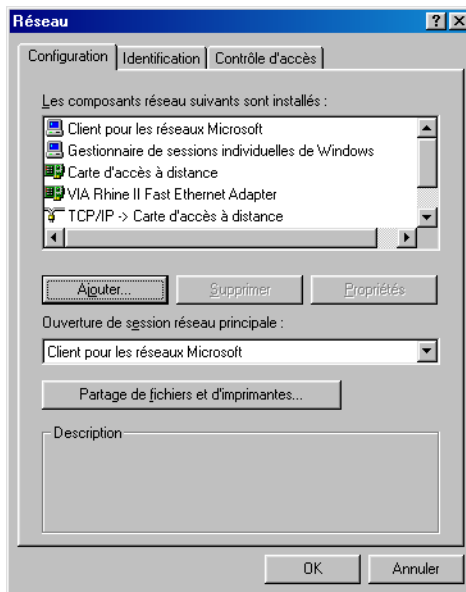 Réseau
Configuration Identification Contrôle d'accès
Les composants réseau suivants sont installés :
Client pour les réseaux Microsoft
Gestionnaire de sessions individuelles de Windows
Carte d'accès à distance
VIA Rhine II Fast Ethernet Adapter
TCP/IP -> Carte d'accès à distance
Ajouter... Supprimer Propriétés
Ouverture de session réseau principale :
Client pour les réseaux Microsoft
Partage de fichiers et d'imprimantes...
Description
OK Annuler